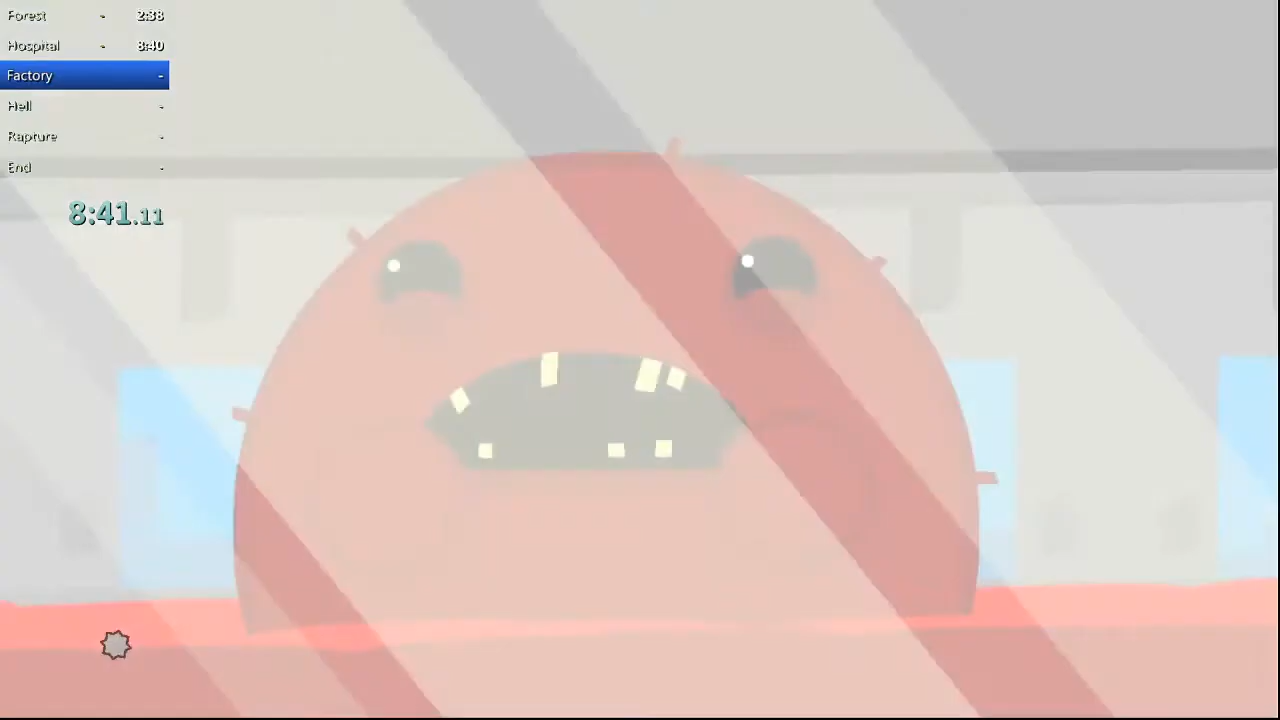 Forest - 2:38
Hospital - 8:40
Factory -
Hell -
Rapture -
End -
8:41.11